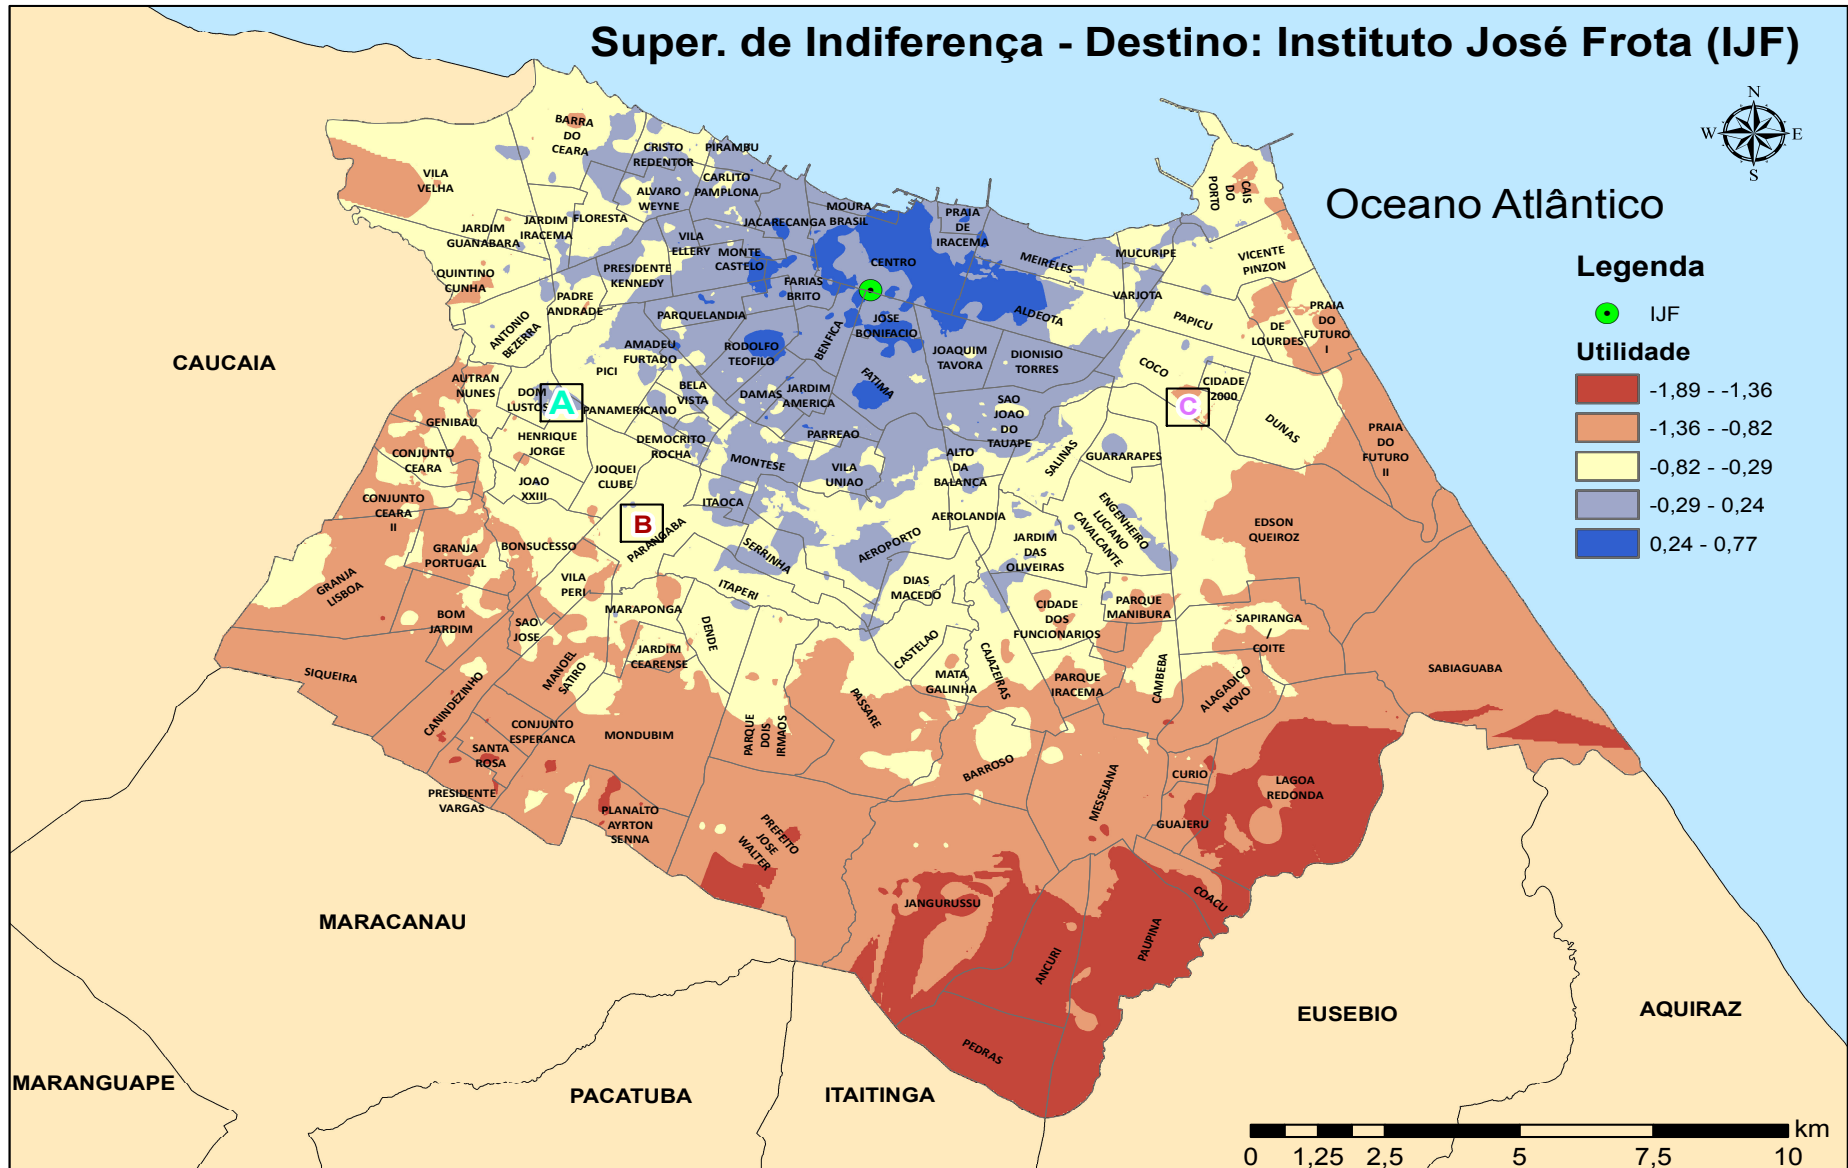 Super. de Indiferença - Destino: Instituto José Frota (IJF)
N
W E
S
Oceano Atlântico
Legenda
IJF
Utilidade
-1,89 - -1,36
-1,36 - -0,82
-0,82 - -0,29
-0,29 - 0,24
0,24 - 0,77
BARRA
DO
CEARA
CRISTO
REDENTOR
PIRAMBU
VILA
VELHA
CARLITO
PAMPLONA
ALVARO
WEYNE
MOURA
BRASIL
JACARECANGA
PRAIA
DE
IRACEMA
CAIS
DO
PORTO
JARDIM
GUANABARA
JARDIM
IRACEMA
FLORESTA
VILA
ELLERY
MONTE
CASTELO
CENTRO
MEIRELES
MUCURIPE
VICENTE
PINZON
QUINTINO
CUNHA
PRESIDENTE
KENNEDY
FARIAS
BRITO
VARJOTA
PADRE
ANDRADE
ANTONIO
BEZERRA
PARQUELANDIA
JOSE
BONIFACIO
ALDEOTA
PAPICU
DE
LOURDES
PRAIA
DO
FUTURO
I
AMADEU
FURTADO
RODOLFO
TEOFILO
BENFICA
JOAQUIM
TAVORA
DIONISIO
TORRES
COCO
CAUCAIA
PICI
AUTRAN
NUNES
DOM
LUSTOSA
A
PANAMERICANO
BELA
VISTA
DAMAS
JARDIM
AMERICA
FATIMA
C
CIDADE
2000
GENIBAU
HENRIQUE
JORGE
DEMOCRITO
ROCHA
PARREAO
SAO
JOAO
DO
TAUAPE
DUNAS
PRAIA
DO
FUTURO
II
CONJUNTO
CEARA
JOQUEI
CLUBE
MONTESE
VILA
UNIAO
ALTO
DA
BALANCA
SALINAS
GUARARAPES
JOAO
XXIII
CONJUNTO
CEARA
II
B
ITAOCA
AEROLANDIA
ENGENHEIRO
LUCIANO
CAVALCANTE
EDSON
QUEIROZ
GRANJA
PORTUGAL
BONSUCESSO
PARANGABA
SERRINHA
AEROPORTO
JARDIM
DAS
OLIVEIRAS
GRANJA
LISBOA
VILA
PERI
ITAPERI
DIAS
MACEDO
BOM
JARDIM
SAO
JOSE
MARAPONGA
DENDE
CIDADE
DOS
FUNCIONARIOS
PARQUE
MANIBURA
SAPIRANGA
/
COITE
SIQUEIRA
MANOEL
SATIRO
JARDIM
CEARENSE
CASTELAO
MATA
GALINHA
CAJAZEIRAS
PARQUE
IRACEMA
CAMBEBA
ALAGADICO
NOVO
SABIAGUABA
CANINDEZINHO
CONJUNTO
ESPERANCA
MONDUBIM
PARQUE
DOIS
IRMAOS
PASSARE
SANTA
ROSA
BARROSO
MESSEJANA
CURIO
LAGOA
REDONDA
PRESIDENTE
VARGAS
PLANALTO
AYRTON
SENNA
PREFEITO
JOSE
WALTER
GUAJERU
JANGURUSSU
COACU
ANCURI
PAUPINA
PEDRAS
MARACANAU
EUSEBIO
AQUIRAZ
MARANGUAPE
PACATUBA
ITAITINGA
km
0 1,25 2,5 5 7,5 10